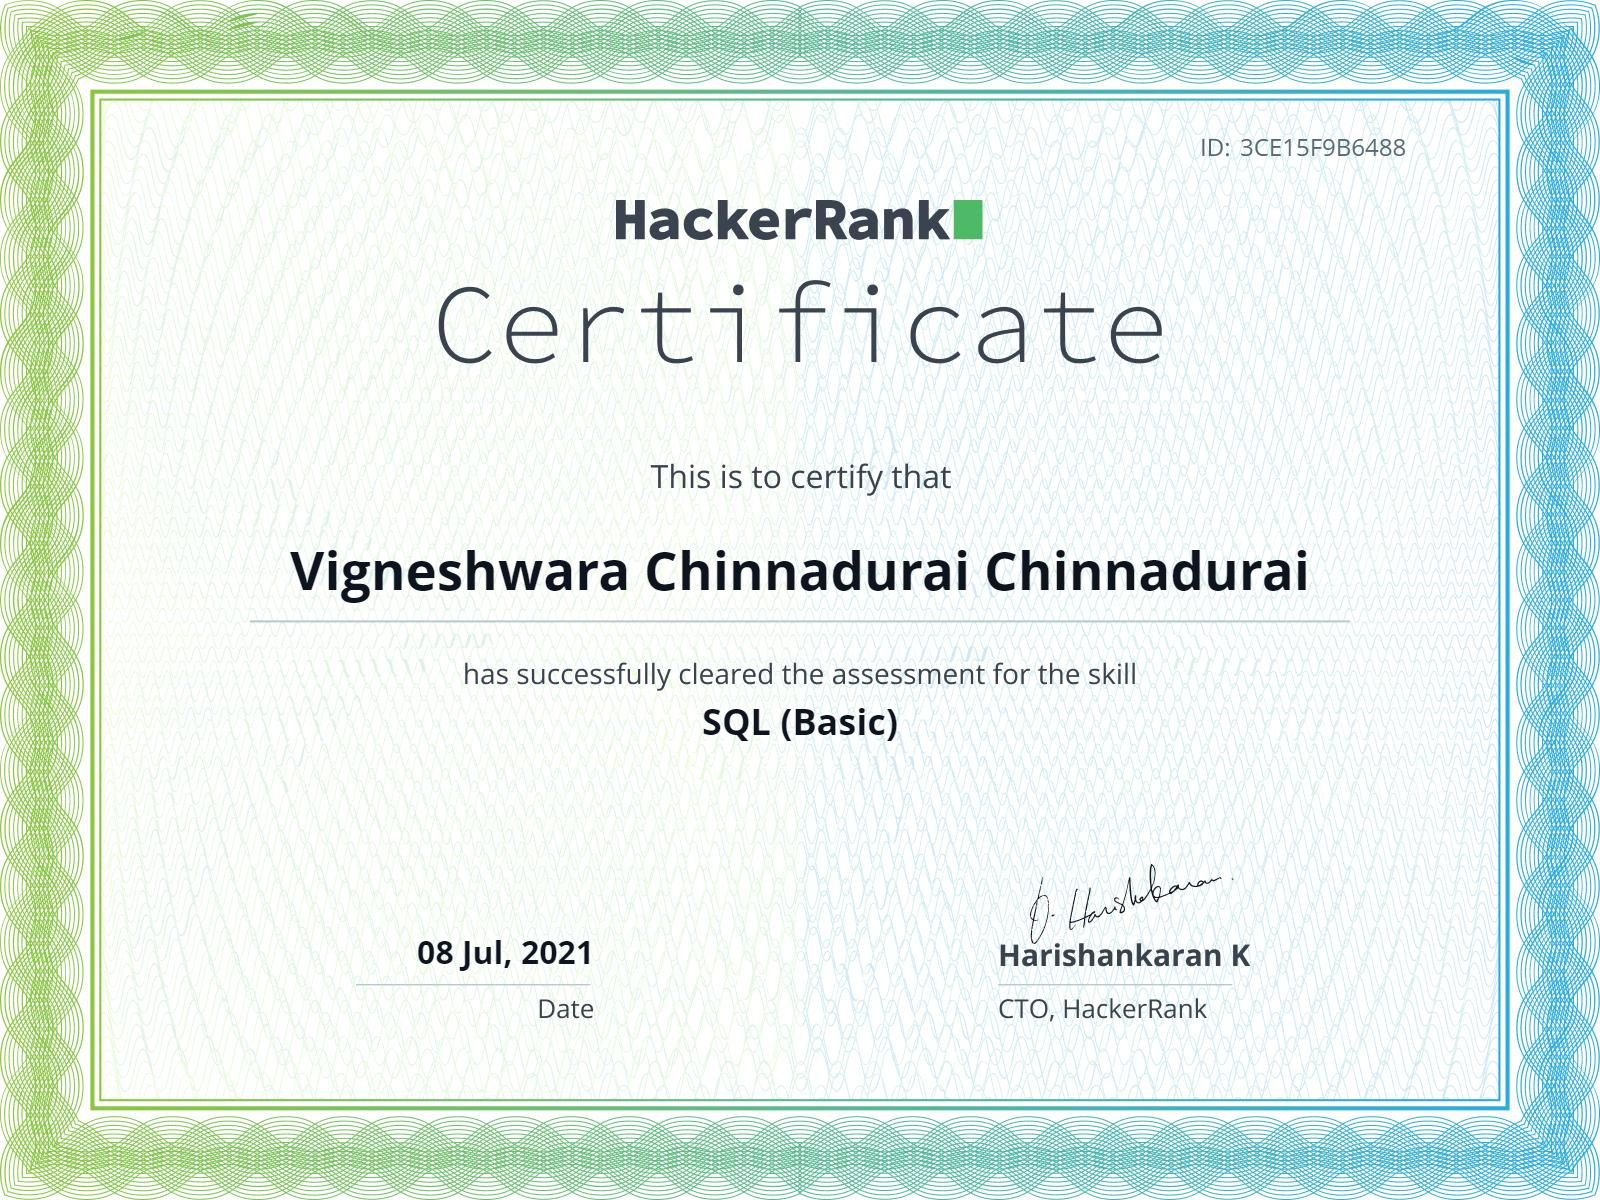 ID: 3CE15F9B6488
HackerRank
Certificate
This is to certify that
Vigneshwara Chinnadurai Chinnadurai
has successfully cleared the assessment for the skill
SQL (Basic)
08 Jul, 2021
Date
Harishankaran K
CTO, HackerRank